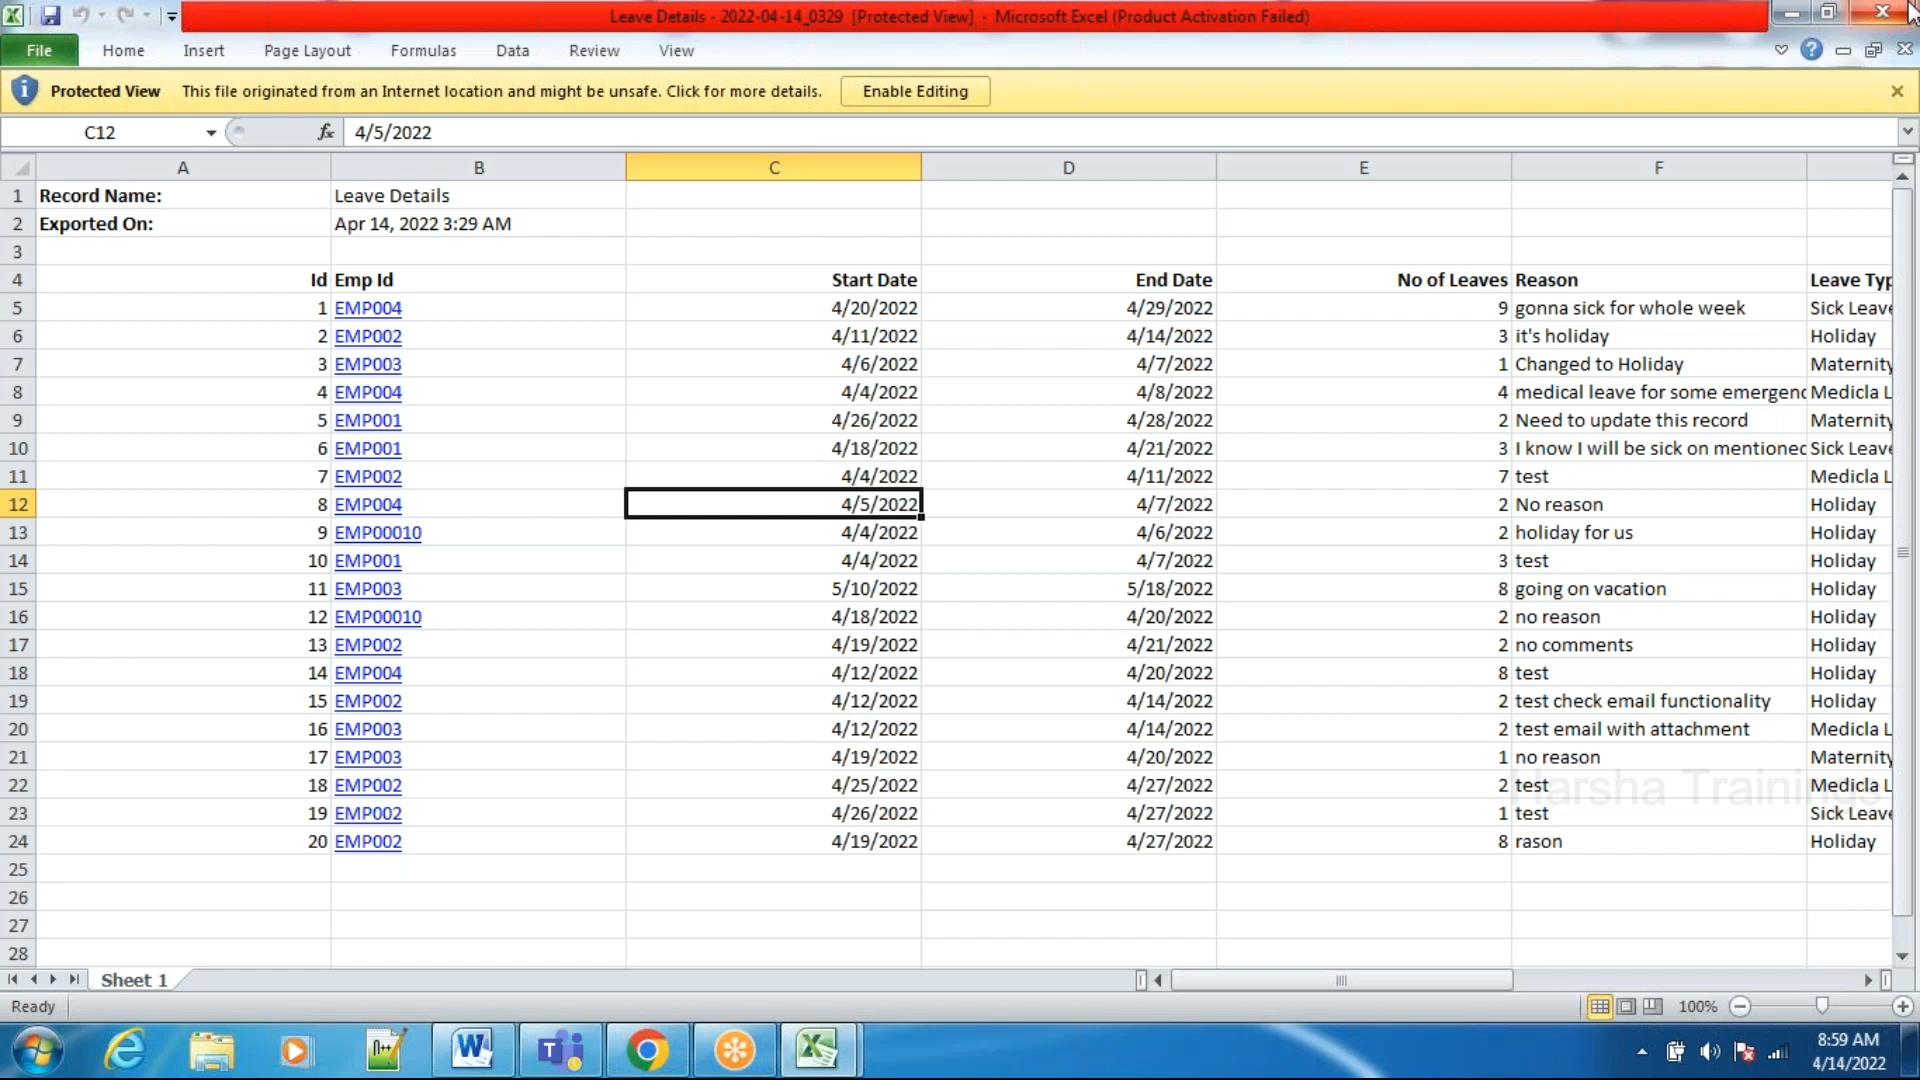 Leave Details - 2022-04-14_0329 [Protected View] - Microsoft Excel (Product Activation Failed)
File Home Insert Page Layout Formulas Data Review View
Protected View This file originated from an Internet location and might be unsafe. Click for more details. Enable Editing
C12 fx 4/5/2022
A B C D E F
1 Record Name: Leave Details
2 Exported On: Apr 14, 2022 3:29 AM
3
4 Id Emp Id Start Date End Date No of Leaves Reason Leave Typ
5 1 EMP004 4/20/2022 4/29/2022 9 gonna sick for whole week Sick Leave
6 2 EMP002 4/11/2022 4/14/2022 3 it's holiday Holiday
7 3 EMP003 4/6/2022 4/7/2022 1 Changed to Holiday Maternity
8 4 EMP004 4/4/2022 4/8/2022 4 medical leave for some emergenc Medicla L
9 5 EMP001 4/26/2022 4/28/2022 2 Need to update this record Maternity
10 6 EMP001 4/18/2022 4/21/2022 3 I know I will be sick on mentioned Sick Leave
11 7 EMP002 4/4/2022 4/11/2022 7 test Medicla L
12 8 EMP004 4/5/2022 4/7/2022 2 No reason Holiday
13 9 EMP00010 4/4/2022 4/6/2022 2 holiday for us Holiday
14 10 EMP001 4/4/2022 4/7/2022 3 test Holiday
15 11 EMP003 5/10/2022 5/18/2022 8 going on vacation Holiday
16 12 EMP00010 4/18/2022 4/20/2022 2 no reason Holiday
17 13 EMP002 4/19/2022 4/21/2022 2 no comments Holiday
18 14 EMP004 4/12/2022 4/20/2022 8 test Holiday
19 15 EMP002 4/12/2022 4/14/2022 2 test check email functionality Holiday
20 16 EMP003 4/12/2022 4/14/2022 2 test email with attachment Medicla L
21 17 EMP003 4/19/2022 4/20/2022 1 no reason Maternity
22 18 EMP002 4/25/2022 4/27/2022 2 test Medicla L
Harsha Trainings
23 19 EMP002 4/26/2022 4/27/2022 1 test Sick Leave
24 20 EMP002 4/19/2022 4/27/2022 8 rason Holiday
25
26
27
28
Sheet 1
Ready 100%
8:59 AM
4/14/2022